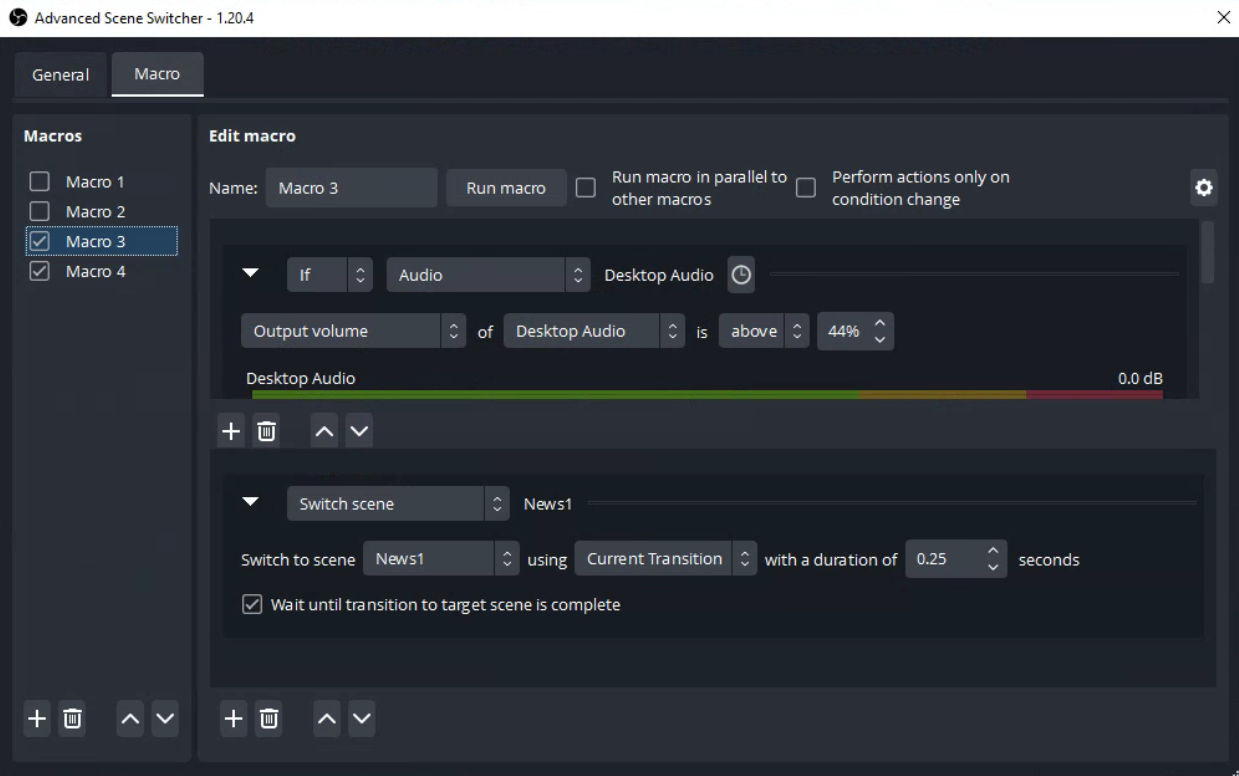 Advanced Scene Switcher - 1.20.4
General
Macro
Macros
Macro 1
Macro 2
Macro 3
Macro 4
Edit macro
Name: Macro 3 Run macro
Run macro in parallel to
other macros
Perform actions only on
condition change
If Audio Desktop Audio
Output volume of Desktop Audio is above 44%
Desktop Audio 0.0 dB
Switch scene News1
Switch to scene News1 using Current Transition with a duration of 0.25 seconds
Wait until transition to target scene is complete